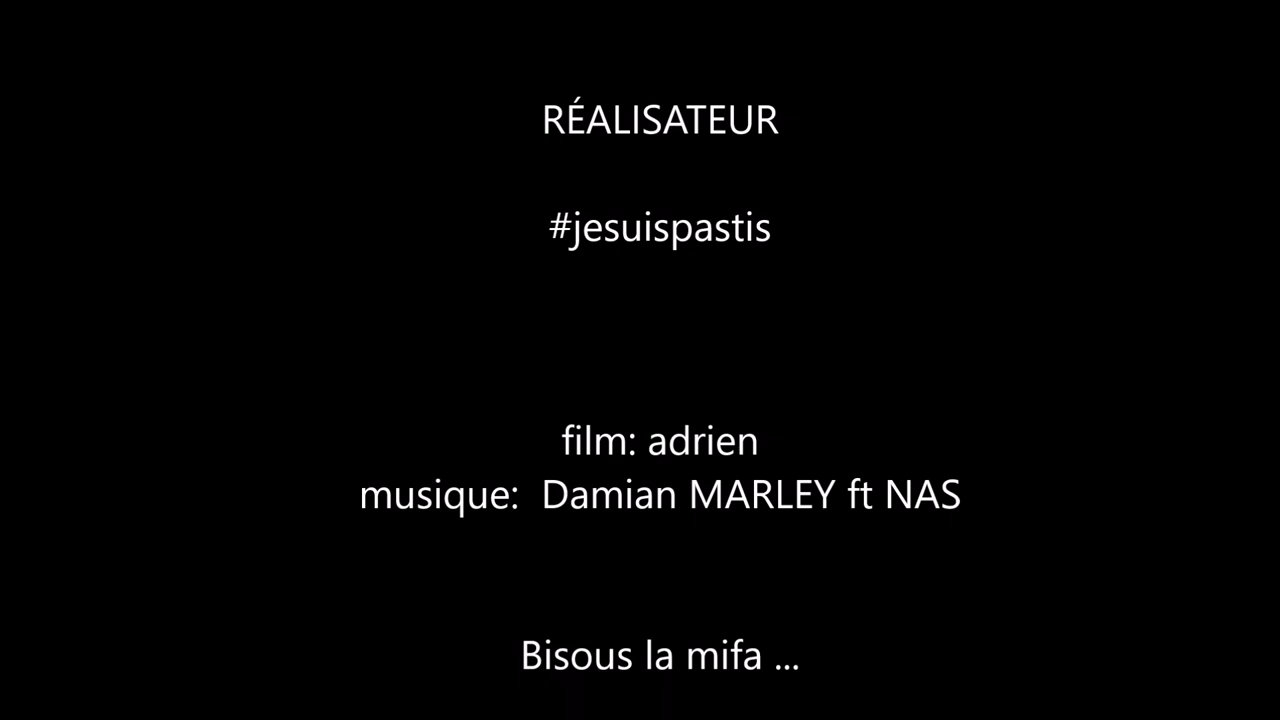 RÉALISATEUR
#jesuispastis
film: adrien
musique:  Damian MARLEY ft NAS
Bisous la mifa ...